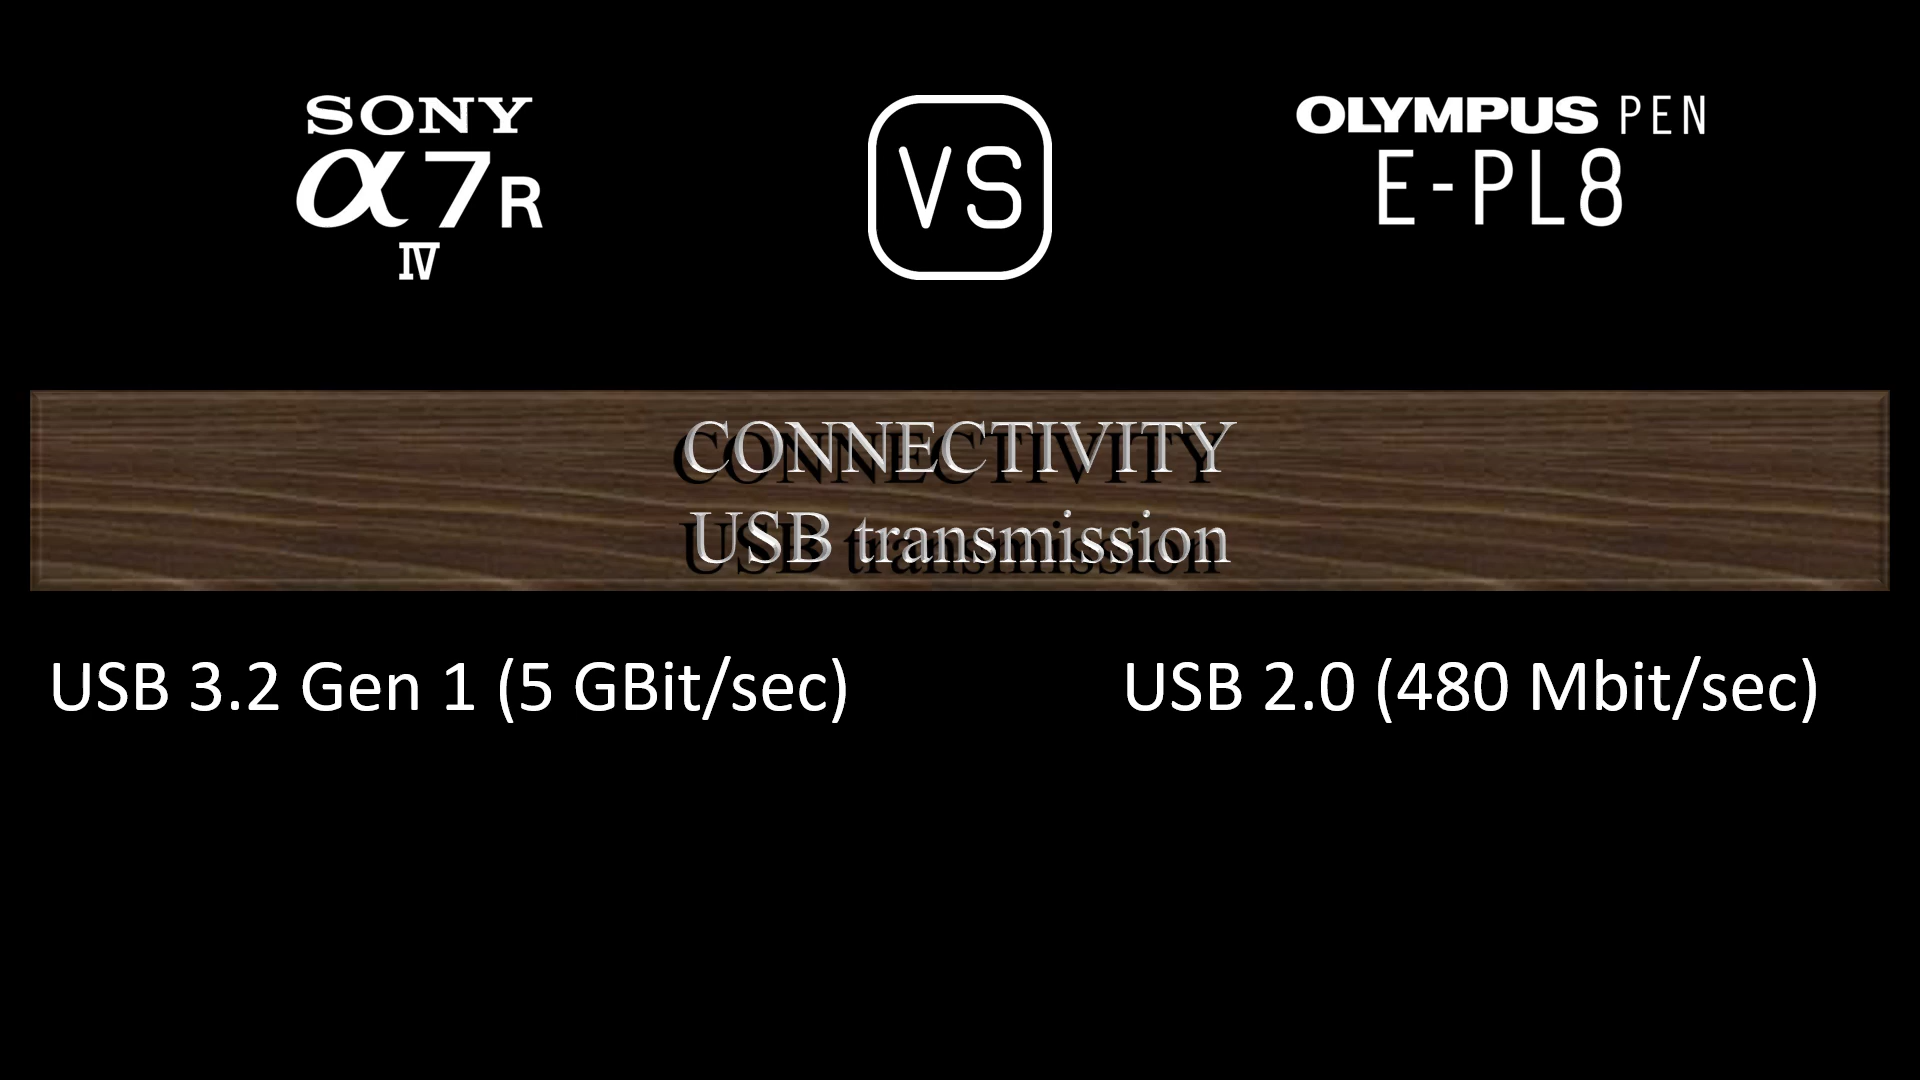 SONY
α7R
IV
VS
OLYMPUS PEN
E-PL8
CONNECTIVITY
USB transmission
USB 3.2 Gen 1 (5 GBit/sec)
USB 2.0 (480 Mbit/sec)